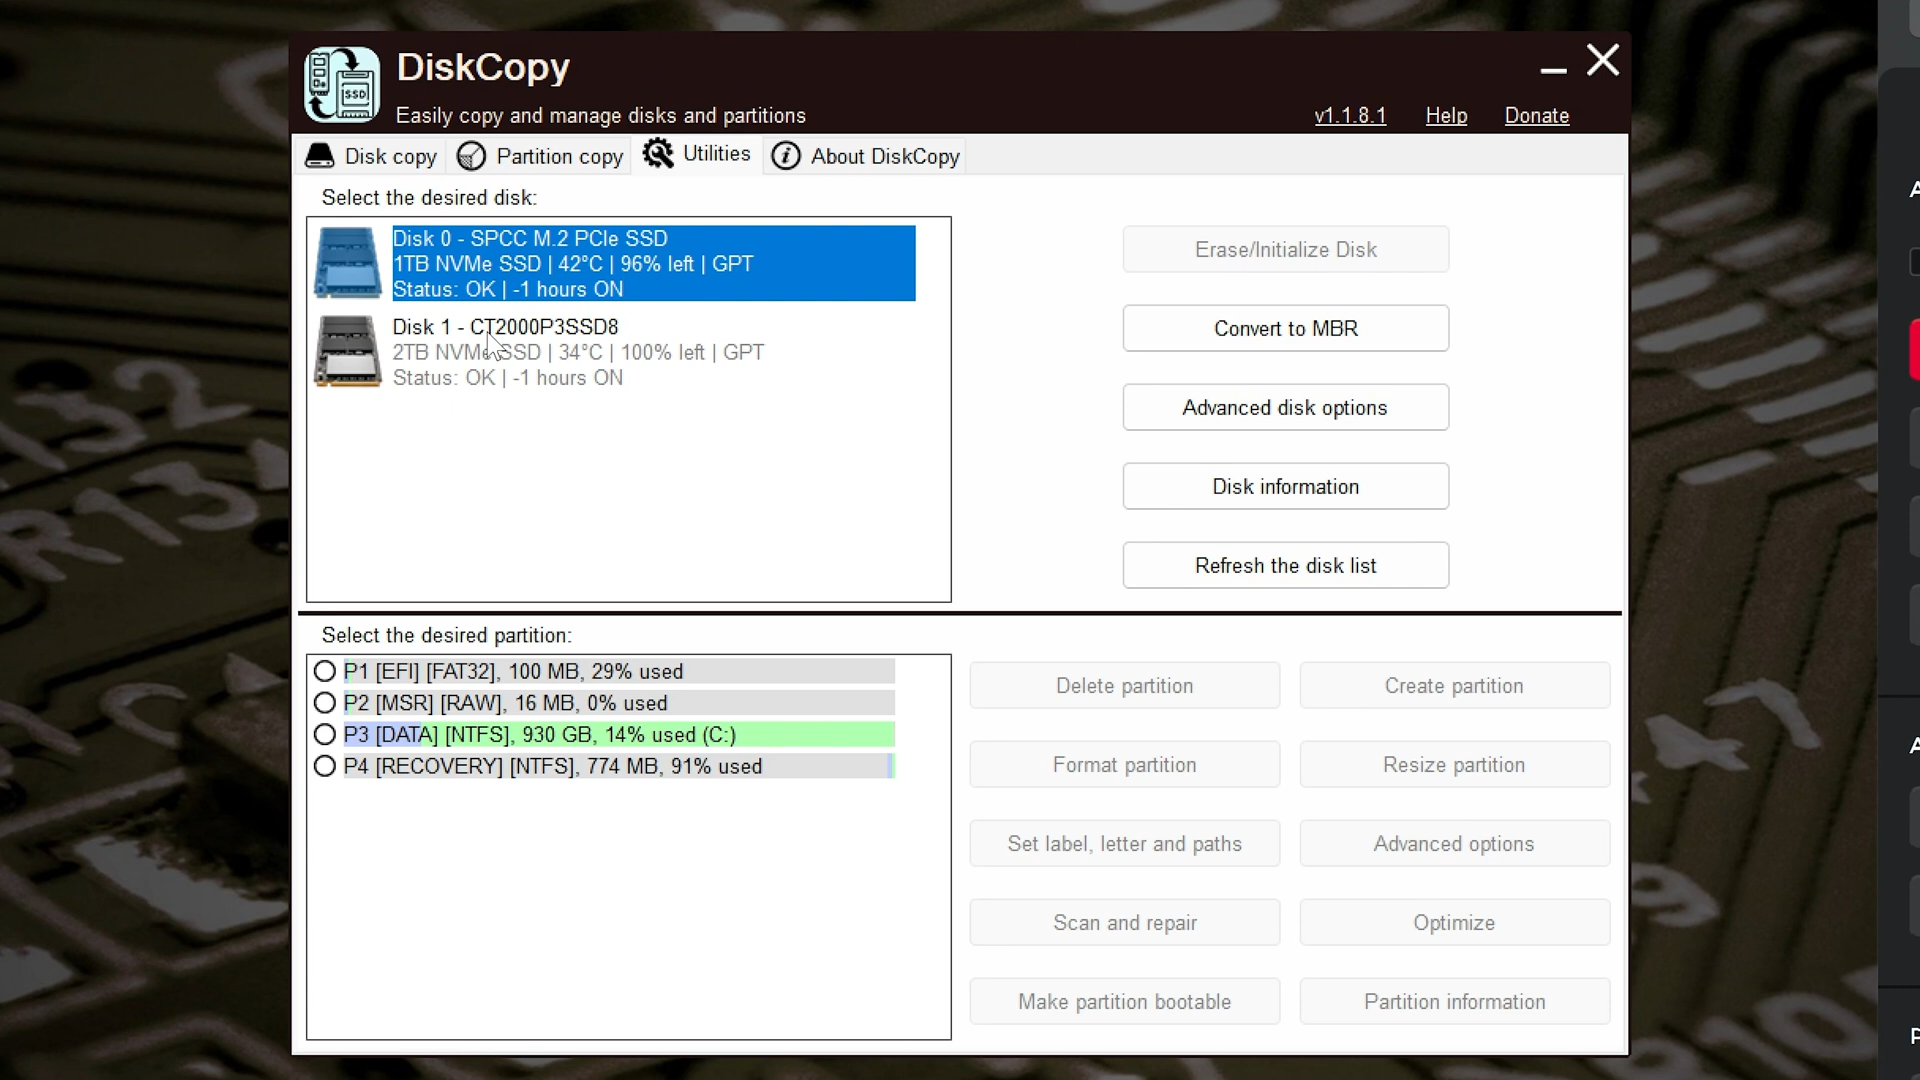 DiskCopy
Easily copy and manage disks and partitions
v1.1.8.1 Help Donate
Disk copy Partition copy Utilities About DiskCopy
Select the desired disk:
Disk 0 - SPCC M.2 PCIe SSD
1TB NVMe SSD | 42°C | 96% left | GPT
Status: OK | -1 hours ON
Disk 1 - CT2000P3SSD8
2TB NVMe SSD | 34°C | 100% left | GPT
Status: OK | -1 hours ON
Erase/Initialize Disk
Convert to MBR
Advanced disk options
Disk information
Refresh the disk list
Select the desired partition:
P1 [EFI] [FAT32], 100 MB, 29% used
P2 [MSR] [RAW], 16 MB, 0% used
P3 [DATA] [NTFS], 930 GB, 14% used (C:)
P4 [RECOVERY] [NTFS], 774 MB, 91% used
Delete partition Create partition
Format partition Resize partition
Set label, letter and paths Advanced options
Scan and repair Optimize
Make partition bootable Partition information
SSD
132
R131
R13